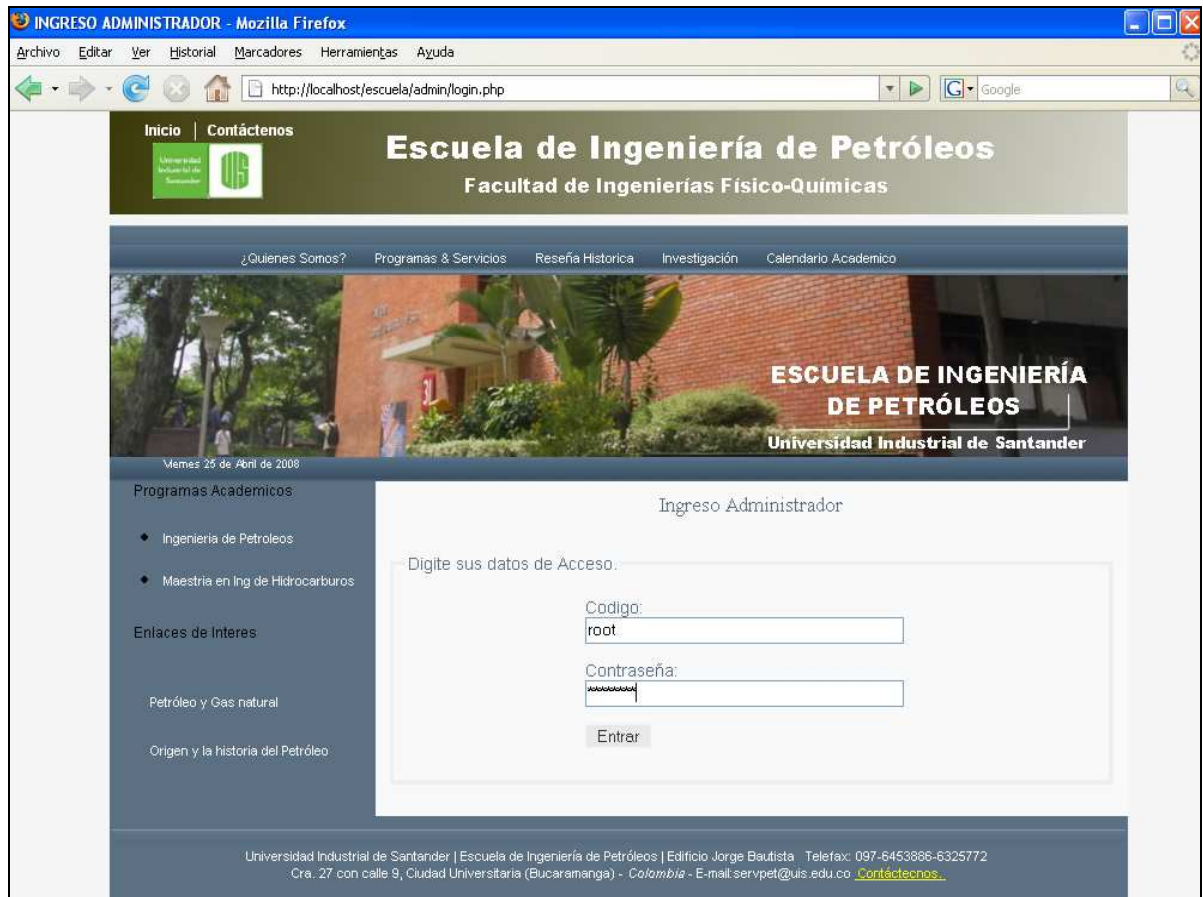 INGRESO ADMINISTRADOR - Mozilla Firefox
Archivo Editar Ver Historial Marcadores Herramientas Ayuda
http://localhost/escuela/admin/login.php
G Google
Inicio | Contáctenos
Universidad
Industrial de
Santander
UIS
Escuela de Ingeniería de Petróleos
Facultad de Ingenierías Físico-Químicas
¿Quienes Somos? Programas & Servicios Reseña Historica Investigación Calendario Academico
31
ESCUELA DE INGENIERÍA
DE PETRÓLEOS
Universidad Industrial de Santander
Viernes 25 de Abril de 2008
Programas Academicos
Ingenieria de Petroleos
Maestria en Ing de Hidrocarburos
Enlaces de Interes
Petróleo y Gas natural
Origen y la historia del Petróleo
Ingreso Administrador
Digite sus datos de Acceso.
Codigo:
root
Contraseña:
Entrar
Universidad Industrial de Santander | Escuela de Ingeniería de Petróleos | Edificio Jorge Bautista Telefax: 097-6453886-6325772
Cra. 27 con calle 9, Ciudad Universitaria (Bucaramanga) - Colombia - E-mail:servpet@uis.edu.co Contáctecnos.